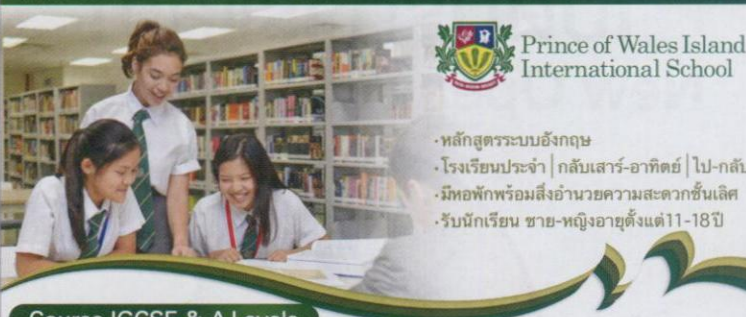 Prince of Wales Island
International School
·หลักสูตรระบบอังกฤษ
·โรงเรียนประจำ | กลับเสาร์-อาทิตย์ | ไป-กลับ
·มีหอพักพร้อมสิ่งอำนวยความสะดวกชั้นเลิศ
·รับนักเรียน ชาย-หญิงอายุตั้งแต่11-18ปี
Course IGCSE & A Levels